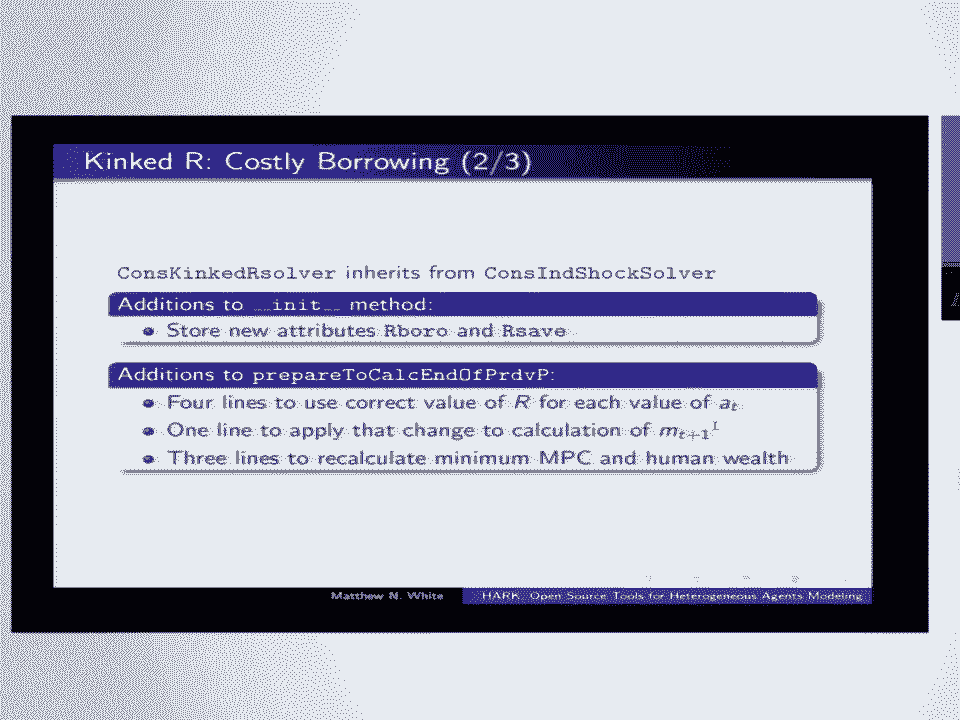 Kinked R: Costly Borrowing (2/3)
ConsKinkedRsolver inherits from ConsIndShockSolver
Additions to __init__ method:
Store new attributes Rboro and Rsave
Additions to prepareToCalcEndOfPrdvP:
Four lines to use correct value of R for each value of a_t
One line to apply that change to calculation of m_{t+1}
Three lines to recalculate minimum MPC and human wealth
Matthew N. White
HARK Open Source Tools for Heterogeneous Agents Modeling